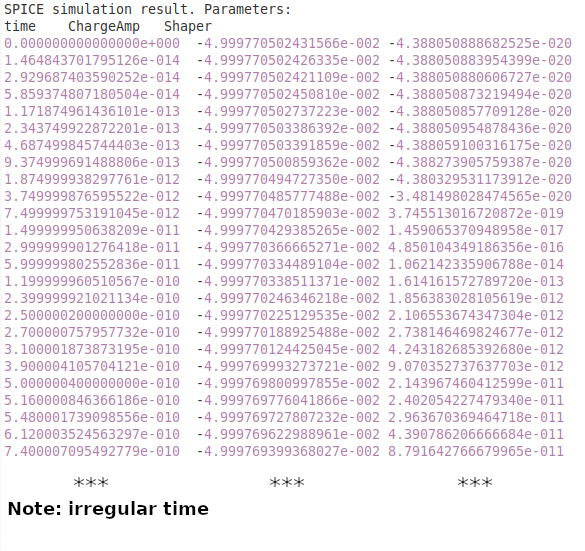 SPICE simulation result. Parameters:
time    ChargeAmp   Shaper
0.000000000000000e+000  -4.999770502431566e-002 -4.388050888682525e-020
1.464843701795126e-014  -4.999770502426335e-002 -4.388050883954399e-020
2.929687403590252e-014  -4.999770502421109e-002 -4.388050880606727e-020
5.859374807180504e-014  -4.999770502450810e-002 -4.388050873219494e-020
1.171874961436101e-013  -4.999770502737223e-002 -4.388050857709128e-020
2.343749922872201e-013  -4.999770503386392e-002 -4.388050954878436e-020
4.687499845744403e-013  -4.999770503391859e-002 -4.388059100316175e-020
9.374999691488806e-013  -4.999770500859362e-002 -4.388273905759387e-020
1.874999938297761e-012  -4.999770494727350e-002 -4.380329531173912e-020
3.749999876595522e-012  -4.999770485777488e-002 -3.481498028474565e-020
7.499999753191045e-012  -4.999770470185903e-002 3.745513016720872e-019
1.499999950638209e-011  -4.999770429385265e-002 1.459065370948958e-017
2.999999901276418e-011  -4.999770366665271e-002 4.850104349186356e-016
5.999999802552836e-011  -4.999770334489104e-002 1.062142335906788e-014
1.199999960510567e-010  -4.999770338511371e-002 1.614161572789720e-013
2.399999921021134e-010  -4.999770246346218e-002 1.856383028105619e-012
2.500000200000000e-010  -4.999770225129535e-002 2.106553674347304e-012
2.700000757957732e-010  -4.999770188925488e-002 2.738146469824677e-012
3.100001873873195e-010  -4.999770124425045e-002 4.243182685392680e-012
3.900004105704121e-010  -4.999769993273721e-002 9.070352737637703e-012
5.000000400000000e-010  -4.999769800997855e-002 2.143967460412599e-011
5.160000846366186e-010  -4.999769776041866e-002 2.402054227479340e-011
5.480001739098556e-010  -4.999769727807232e-002 2.963670369464718e-011
6.120003524563297e-010  -4.999769622988961e-002 4.390786206666684e-011
7.400007095492779e-010  -4.999769399368027e-002 8.791642766679965e-011
*** *** ***
Note: irregular time